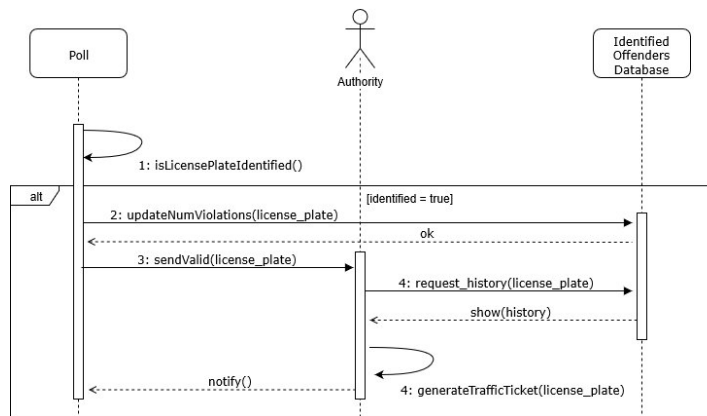 Poll
Authority
Identified
Offenders
Database
1: isLicensePlateIdentified()
alt
[identified = true]
2: updateNumViolations(license_plate)
ok
3: sendValid(license_plate)
4: request_history(license_plate)
show(history)
notify()
4: generateTrafficTicket(license_plate)